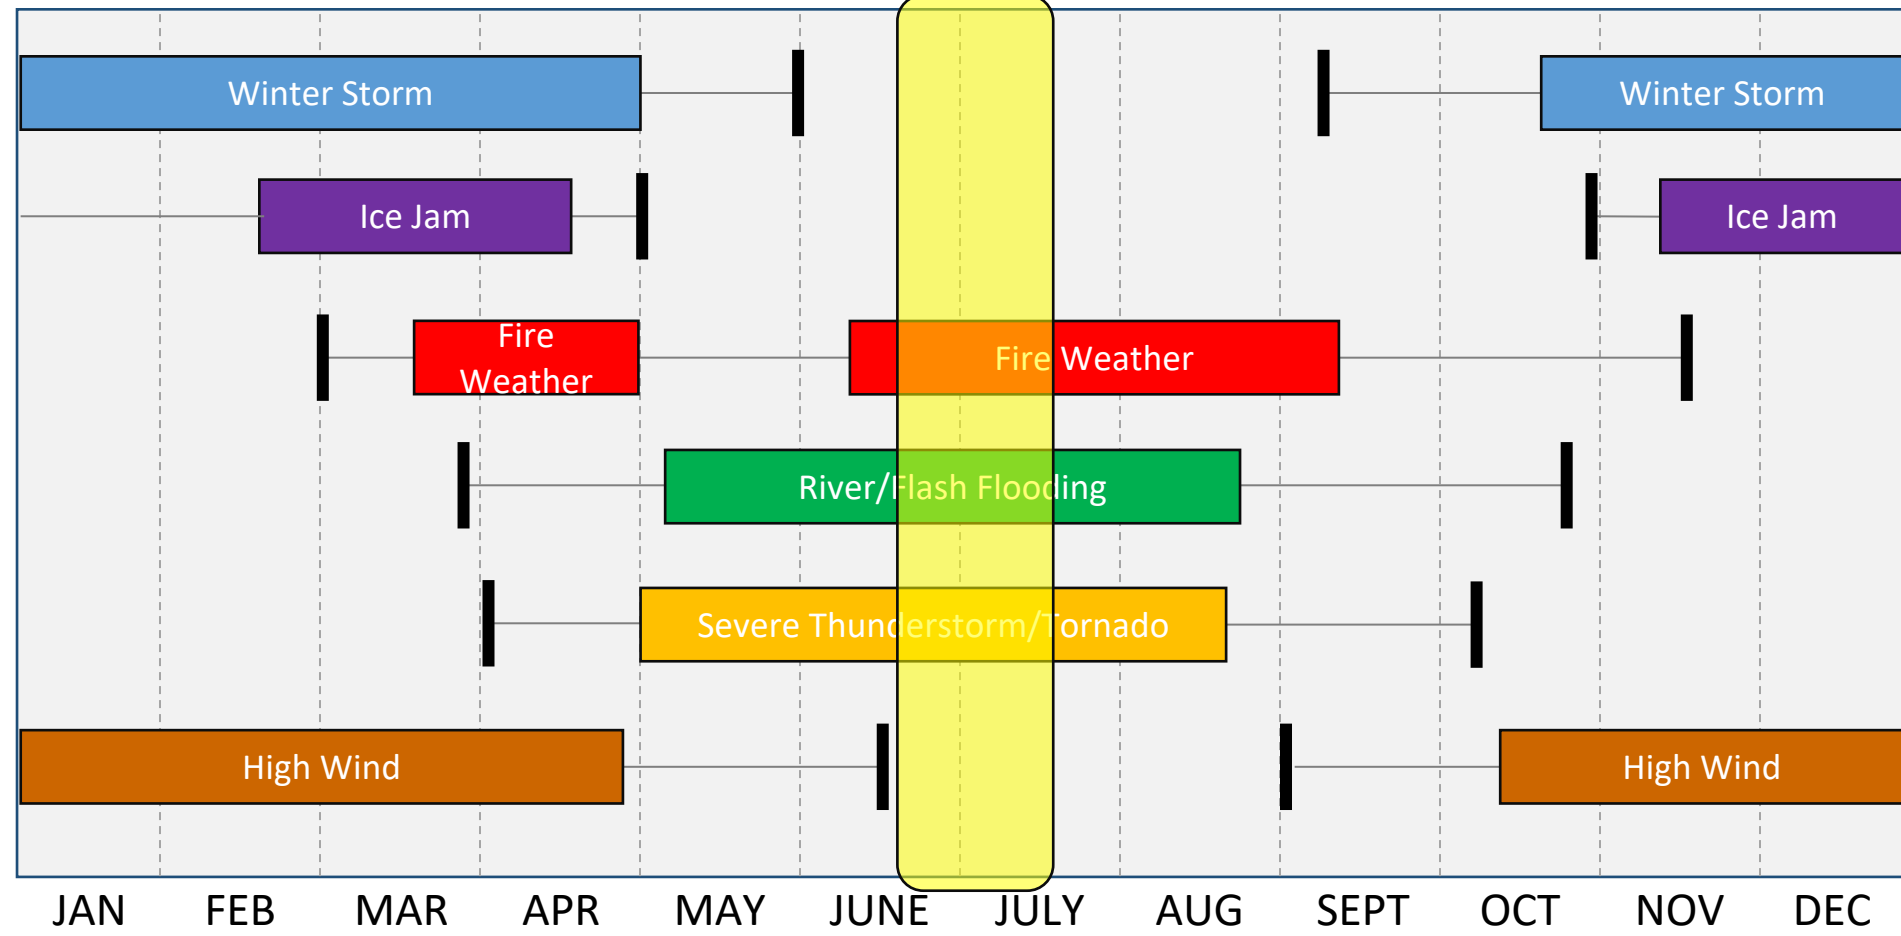 Winter Storm
Winter Storm
Ice Jam
Ice Jam
Fire
Weather
Fire Weather
River/Flash Flooding
Severe Thunderstorm/Tornado
High Wind
High Wind
JAN FEB MAR APR MAY JUNE JULY AUG SEPT OCT NOV DEC